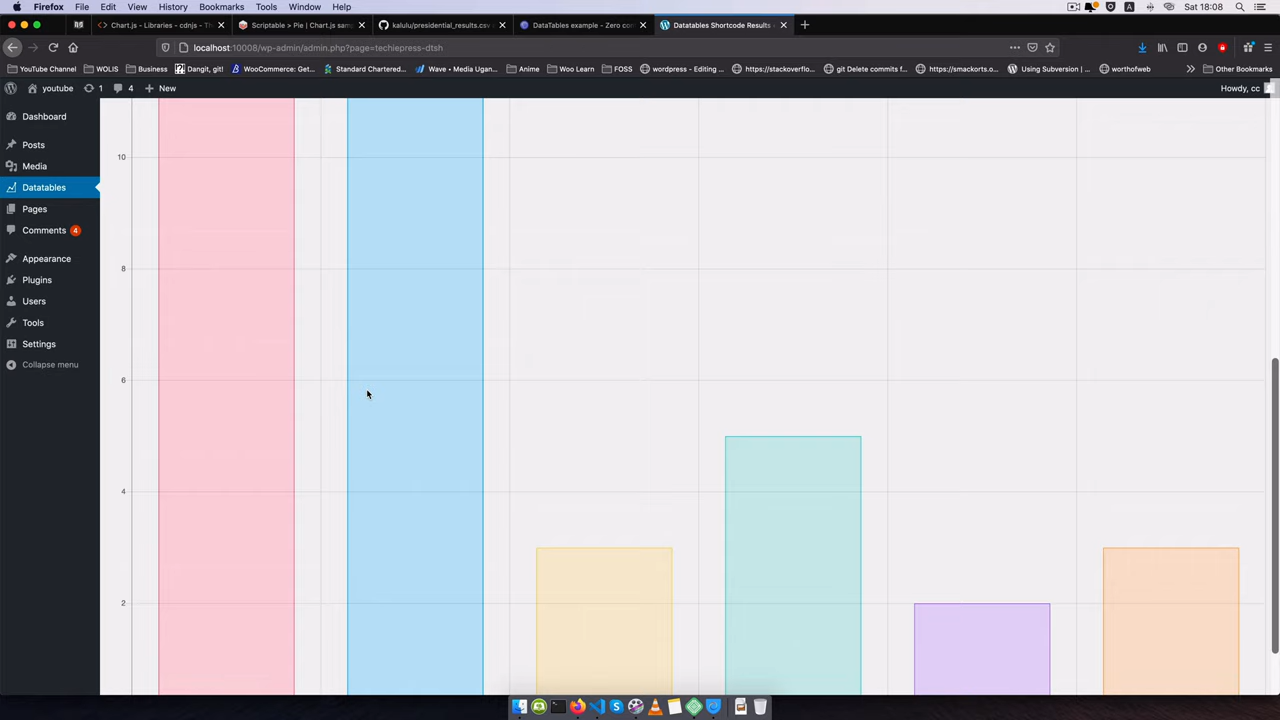 Firefox File Edit View History Bookmarks Tools Window Help Sat 18:08
Chart.js - Libraries - cdnjs - Th
Scriptable > Pie | Chart.js sam
kalulu/presidential_results.csv
DataTables example - Zero co
Datatables Shortcode Results
localhost:10008/wp-admin/admin.php?page=techiepress-dtsh
YouTube Channel WOLIS Business Dangit, git! WooCommerce: Get... Standard Chartered... Wave • Media Ugan... Anime Woo Learn FOSS wordpress - Editing ... https://stackoverflo... git Delete commits f... https://smackorts.o... Using Subversion | ... worthofweb Other Bookmarks
youtube 1 4 New Howdy, cc
Dashboard
Posts
Media
Datatables
Pages
Comments 4
Appearance
Plugins
Users
Tools
Settings
Collapse menu
10
8
6
4
2